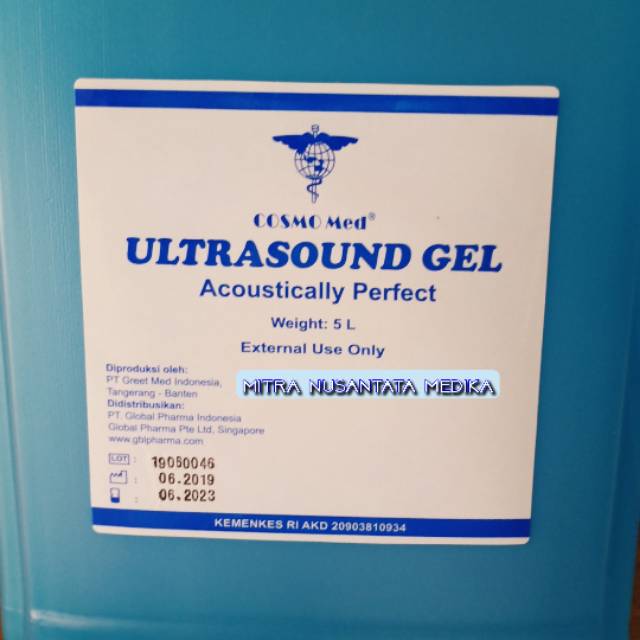 COSMO Med®
ULTRASOUND GEL
Acoustically Perfect
Weight: 5 L
External Use Only
Diproduksi oleh:
PT Greet Med Indonesia,
Tangerang - Banten
MITRA NUSANTATA MEDIKA
Didistribusikan:
PT. Global Pharma Indonesia
Global Pharma Pte Ltd, Singapore
www.gblpharma.com
LOT : 19060046
: 06.2019
: 06.2023
KEMENKES RI AKD 20903810934